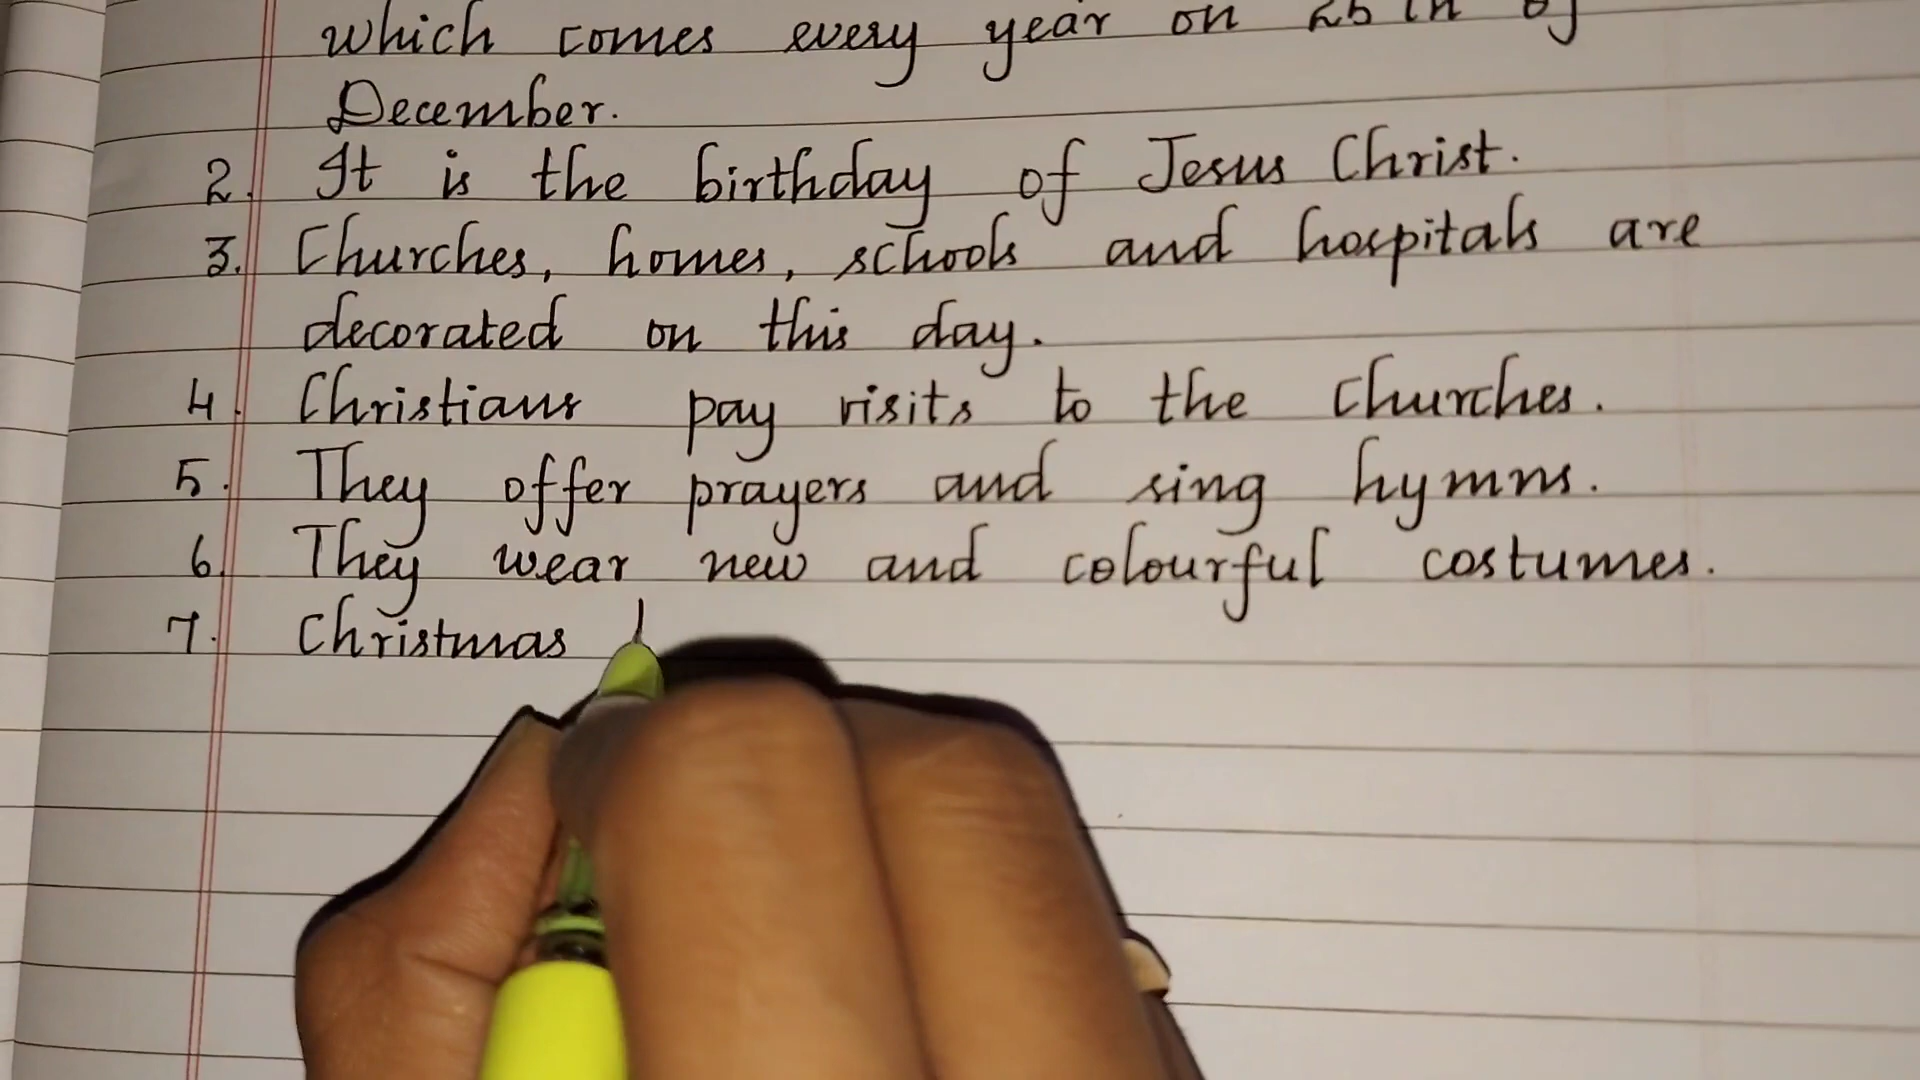 which comes every year on 25th of
December.
2. It is the birthday of Jesus Christ.
3. Churches, homes, schools and hospitals are
decorated on this day.
4. Christians pay visits to the churches.
5. They offer prayers and sing hymns.
6. They wear new and colourful costumes.
7. Christmas